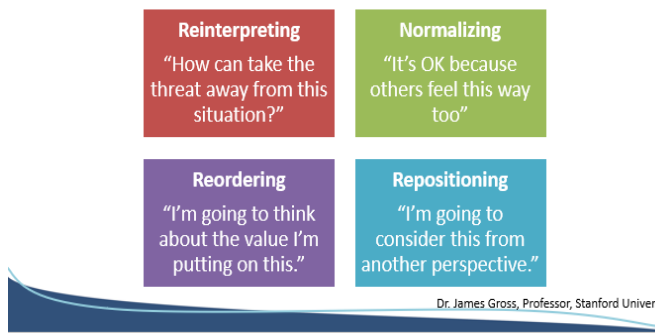 Reinterpreting
“How can take the
threat away from this
situation?”
Normalizing
“It’s OK because
others feel this way
too”
Reordering
“I’m going to think
about the value I’m
putting on this.”
Repositioning
“I’m going to
consider this from
another perspective.”
Dr. James Gross, Professor, Stanford Univer